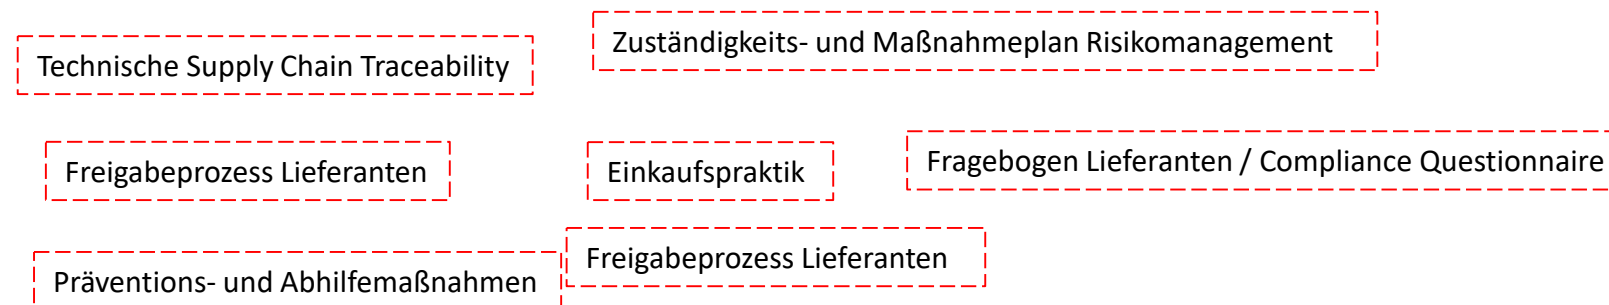 Technische Supply Chain Traceability
Zuständigkeits- und Maßnahmeplan Risikomanagement
Freigabeprozess Lieferanten
Einkaufspraktik
Fragebogen Lieferanten / Compliance Questionnaire
Präventions- und Abhilfemaßnahmen
Freigabeprozess Lieferanten